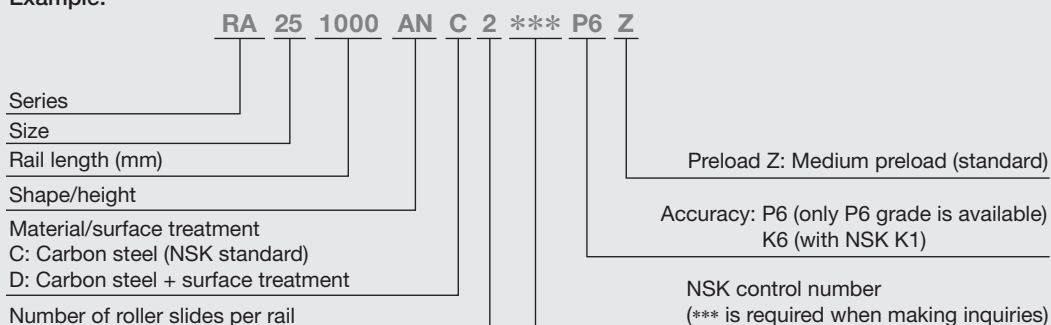 Example:
RA 25 1000 AN C 2 *** P6 Z
Series
Size
Rail length (mm)
Shape/height
Material/surface treatment
C: Carbon steel (NSK standard)
D: Carbon steel + surface treatment
Number of roller slides per rail
Preload Z: Medium preload (standard)
Accuracy: P6 (only P6 grade is available)
K6 (with NSK K1)
NSK control number
(*** is required when making inquiries)